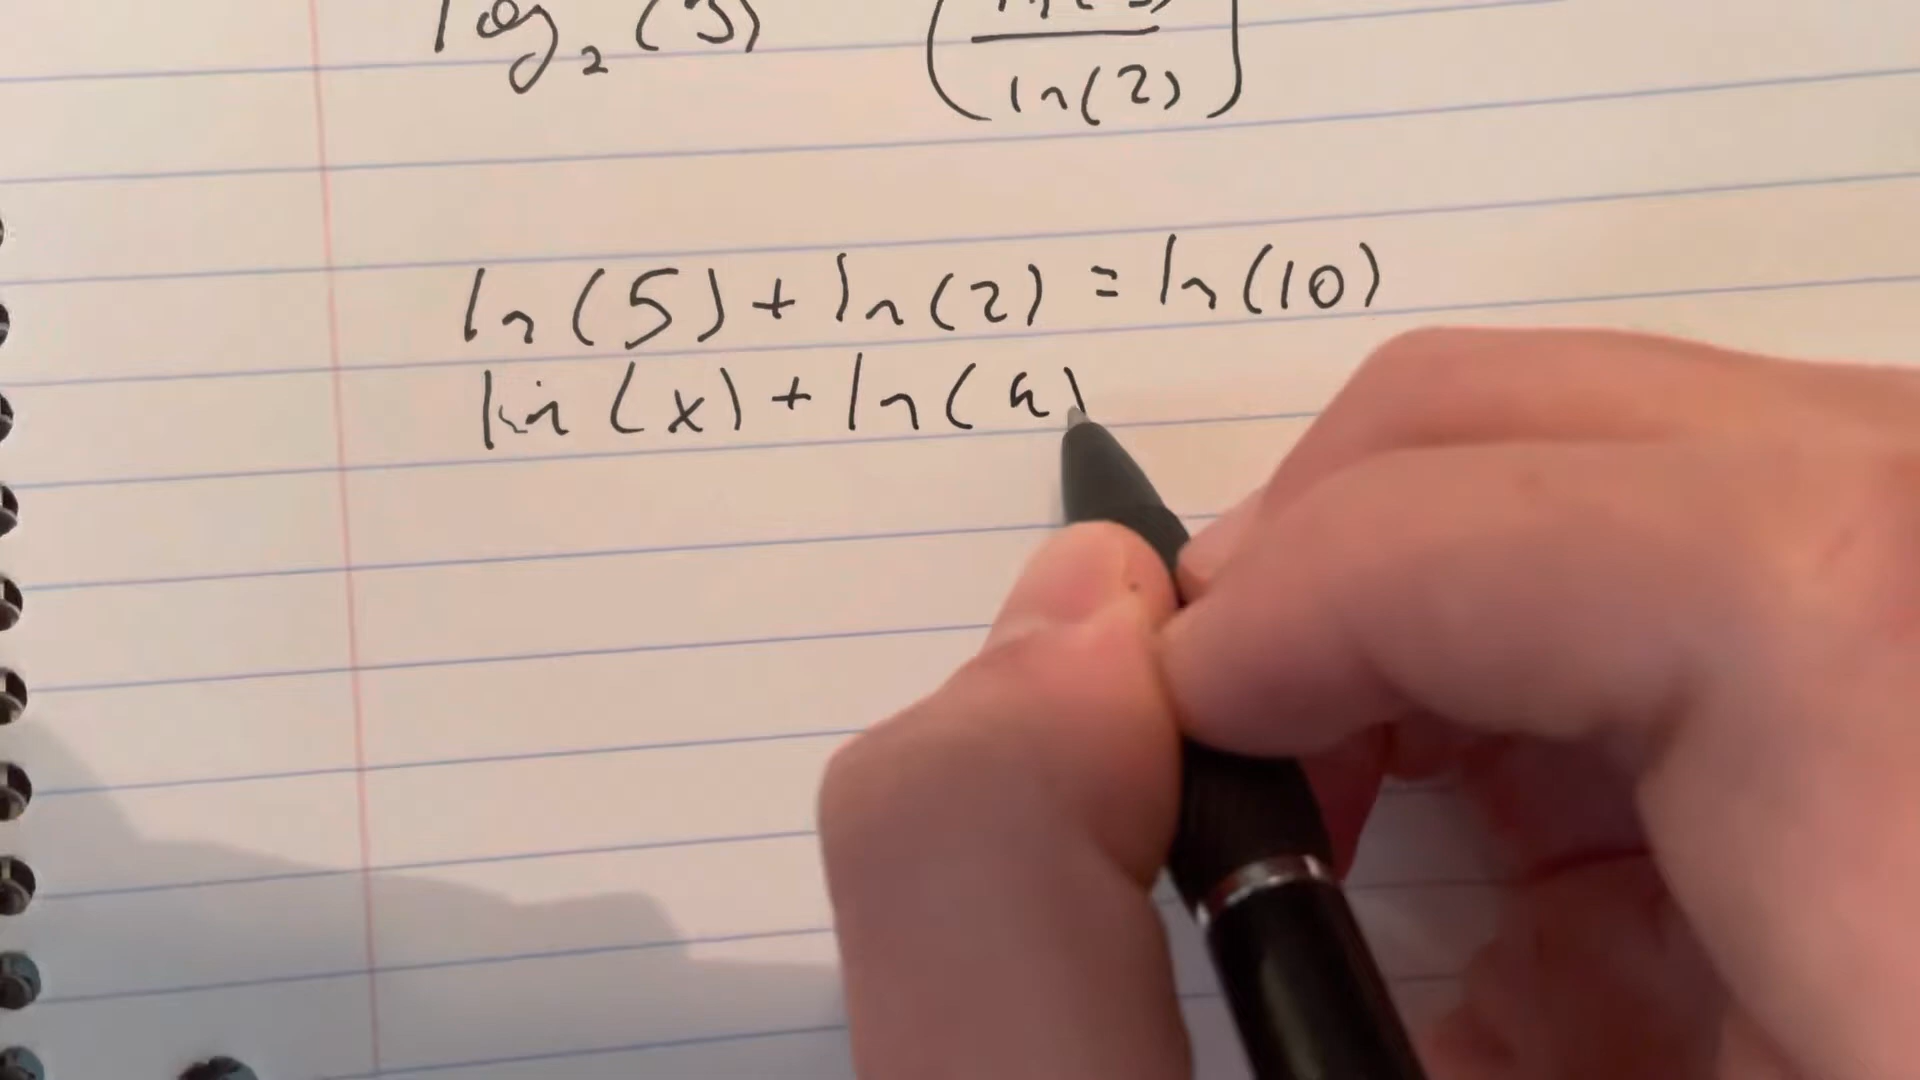 log₂(3)
ln(2)
ln(5) + ln(2) = ln(10)
ln(x) + ln(a)